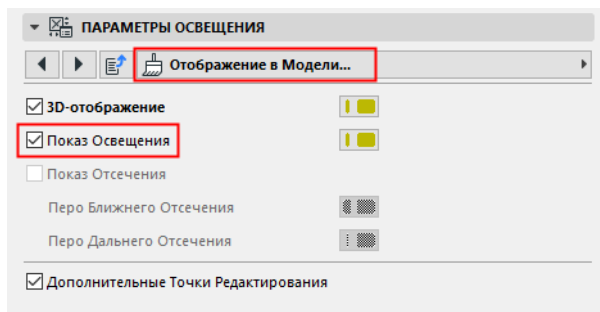 ПАРАМЕТРЫ ОСВЕЩЕНИЯ
Отображение в Модели...
3D-отображение
Показ Освещения
Показ Отсечения
Перо Ближнего Отсечения
Перо Дальнего Отсечения
Дополнительные Точки Редактирования